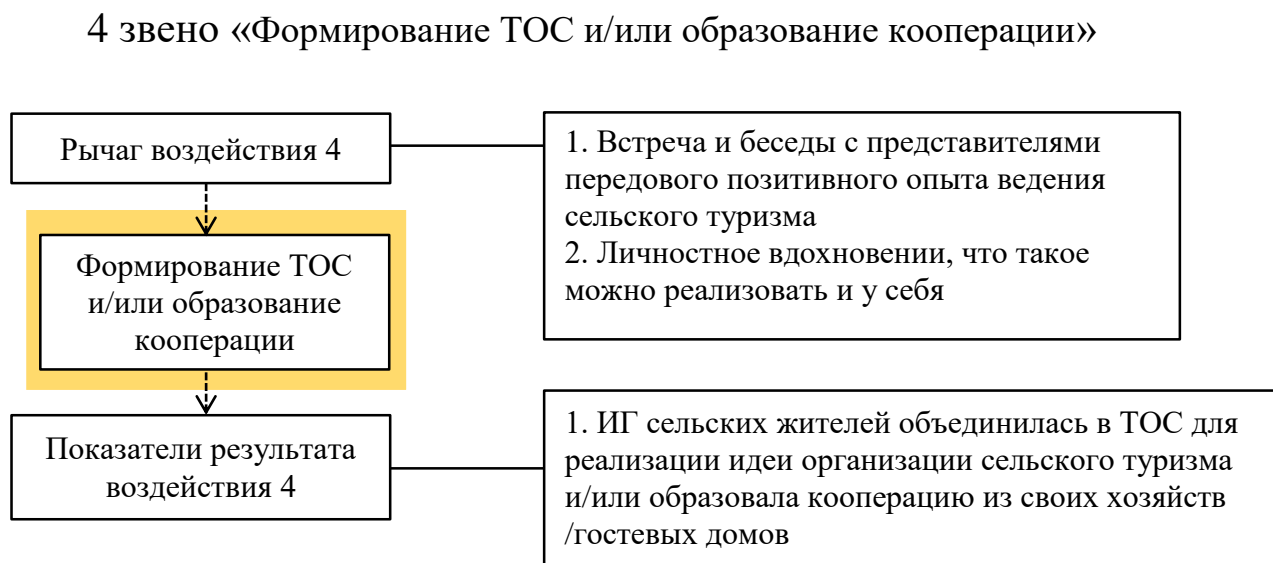 4 звено «Формирование ТОС и/или образование кооперации»
Рычаг воздействия 4
1. Встреча и беседы с представителями
передового позитивного опыта ведения
сельского туризма
2. Личностное вдохновении, что такое
можно реализовать и у себя
Формирование ТОС
и/или образование
кооперации
Показатели результата
воздействия 4
1. ИГ сельских жителей объединилась в ТОС для
реализации идеи организации сельского туризма
и/или образовала кооперацию из своих хозяйств
/гостевых домов